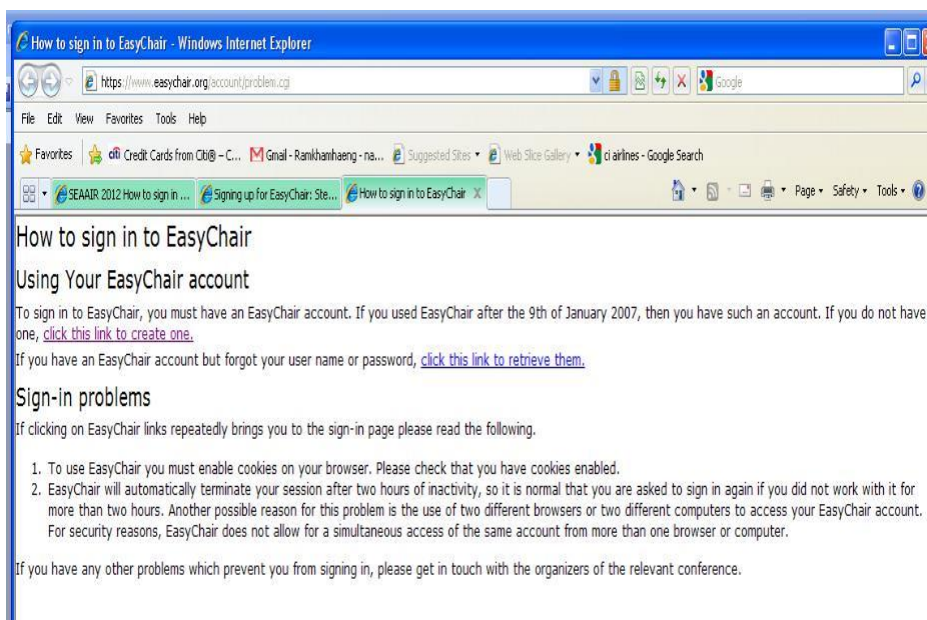 How to sign in to EasyChair - Windows Internet Explorer
https://www.easychair.org/account/problem.cgi
Google
File Edit View Favorites Tools Help
Favorites citi Credit Cards from Citi® – C... Gmail - Ramkhamhaeng - na... Suggested Sites Web Slice Gallery ci airlines - Google Search
SEAAIR 2012 How to sign in ... Signing up for EasyChair: Ste... How to sign in to EasyChair X Page Safety Tools
How to sign in to EasyChair
Using Your EasyChair account
To sign in to EasyChair, you must have an EasyChair account. If you used EasyChair after the 9th of January 2007, then you have such an account. If you do not have
one, click this link to create one.
If you have an EasyChair account but forgot your user name or password, click this link to retrieve them.
Sign-in problems
If clicking on EasyChair links repeatedly brings you to the sign-in page please read the following.
1. To use EasyChair you must enable cookies on your browser. Please check that you have cookies enabled.
2. EasyChair will automatically terminate your session after two hours of inactivity, so it is normal that you are asked to sign in again if you did not work with it for
more than two hours. Another possible reason for this problem is the use of two different browsers or two different computers to access your EasyChair account.
For security reasons, EasyChair does not allow for a simultaneous access of the same account from more than one browser or computer.
If you have any other problems which prevent you from signing in, please get in touch with the organizers of the relevant conference.